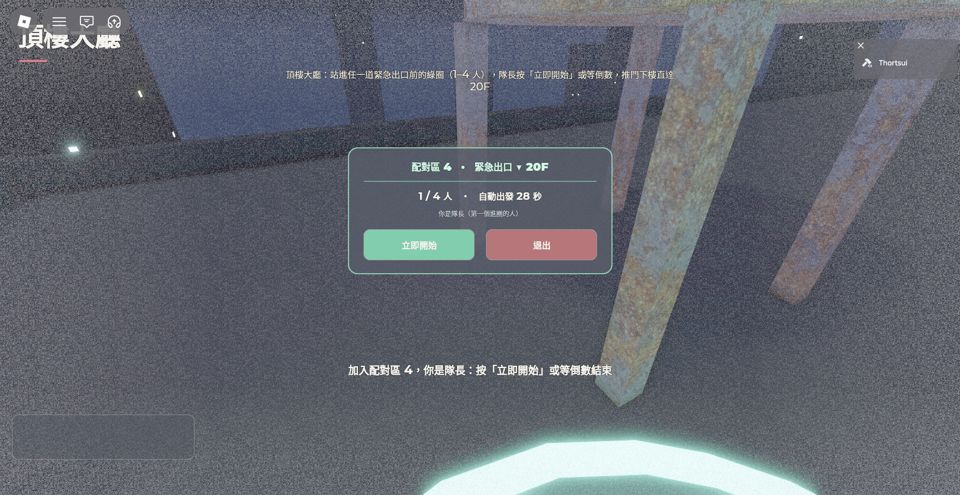 頂樓大廳
頂樓大廳：站進任一道緊急出口前的綠圈（1–4 人），隊長按「立即開始」或等倒數，推門下樓直達
20F
Thortsui
配對區 4 • 緊急出口 ▼ 20F
1 / 4 人 • 自動出發 28 秒
你是隊長（第一個進圈的人）
立即開始
退出
加入配對區 4，你是隊長：按「立即開始」或等倒數結束